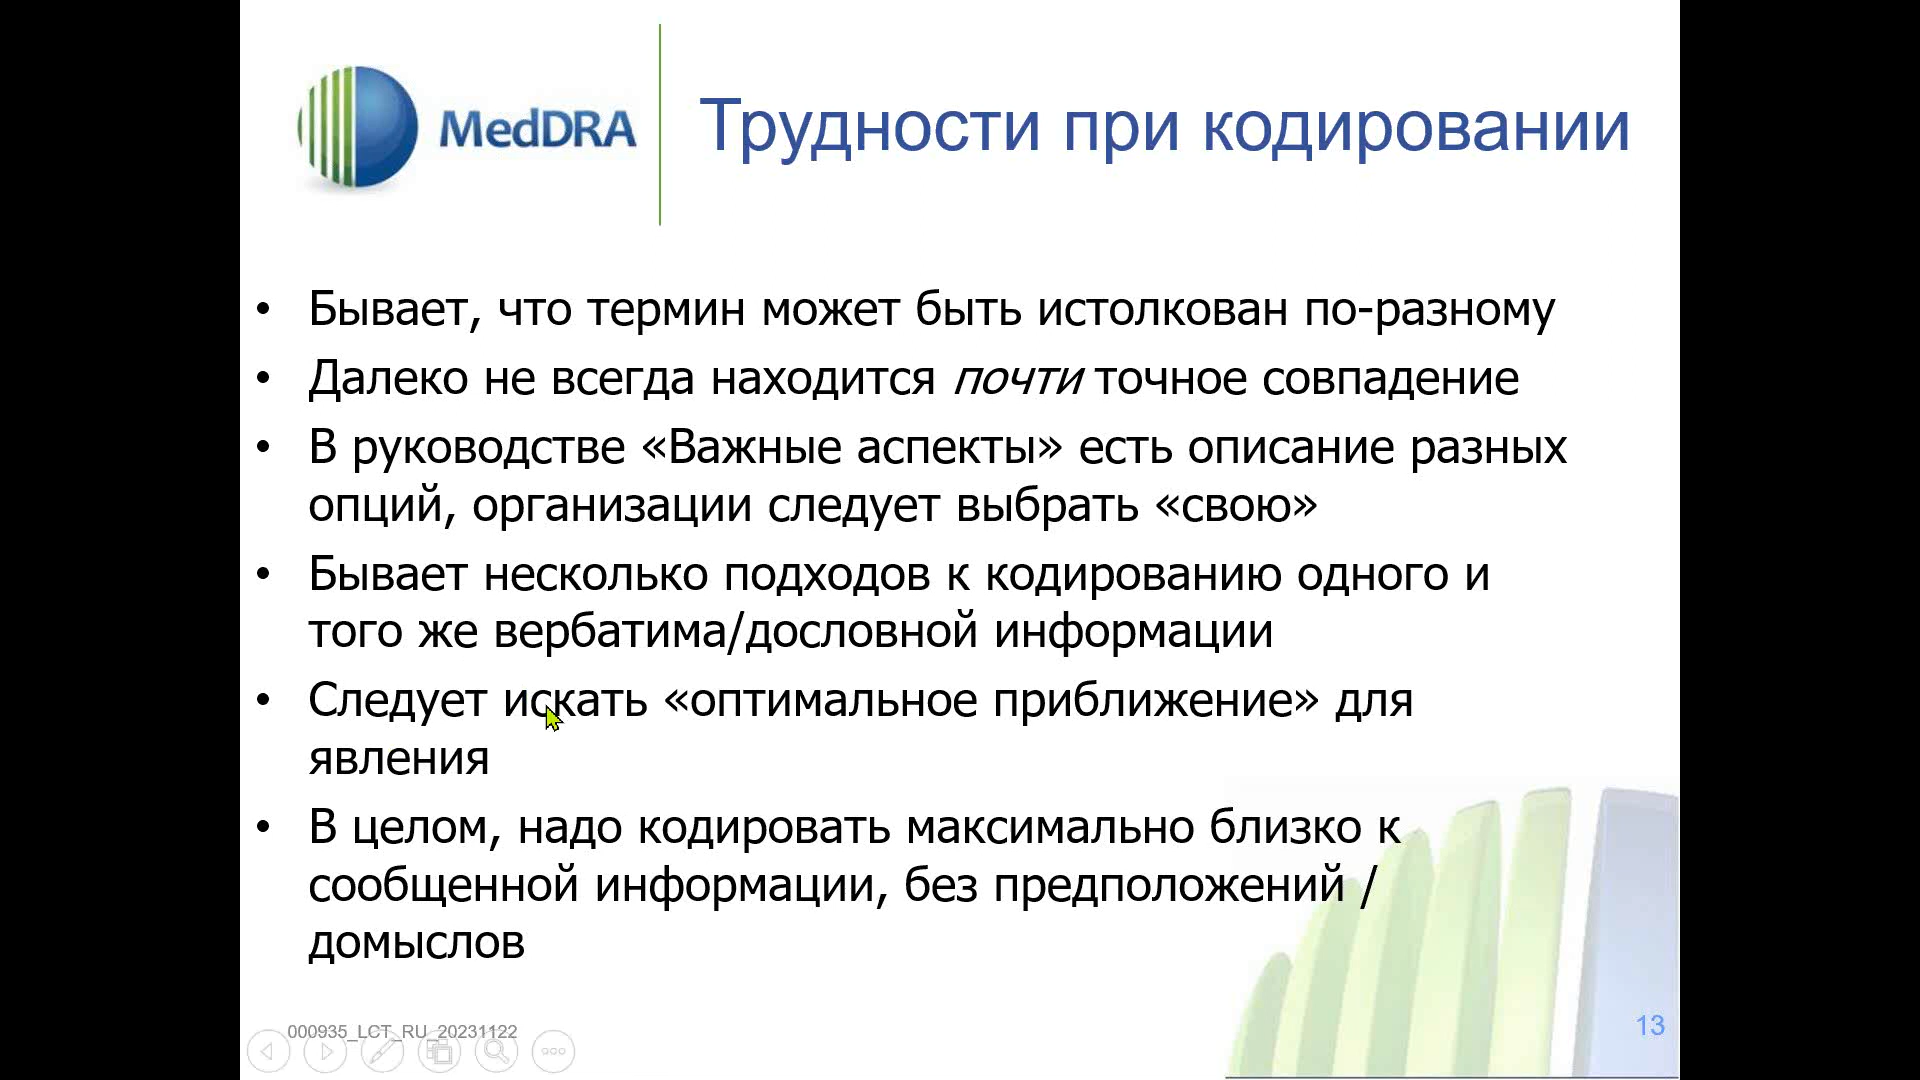 MedDRA
Трудности при кодировании
• Бывает, что термин может быть истолкован по-разному
• Далеко не всегда находится почти точное совпадение
• В руководстве «Важные аспекты» есть описание разных
опций, организации следует выбрать «свою»
• Бывает несколько подходов к кодированию одного и
того же вербатима/дословной информации
• Следует искать «оптимальное приближение» для
явления
• В целом, надо кодировать максимально близко к
сообщенной информации, без предположений /
домыслов
000935_LCT_RU_20231122
13